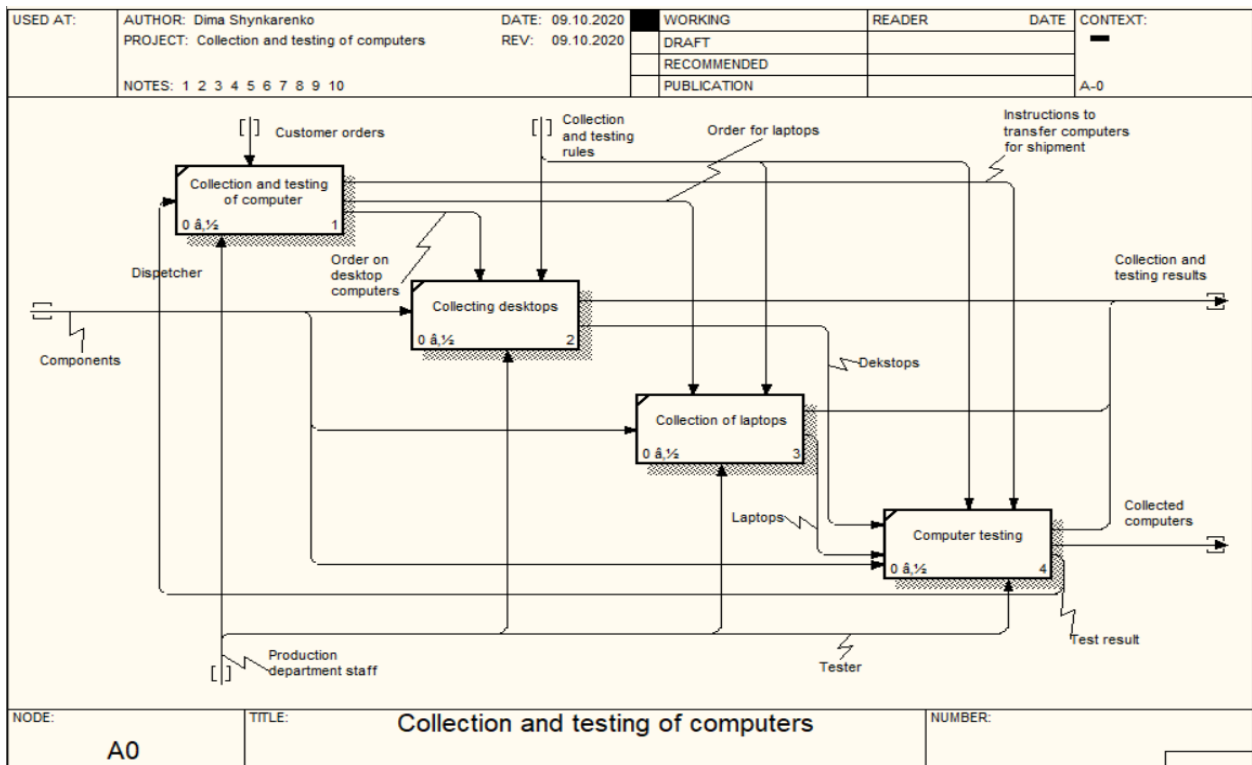 USED AT:
AUTHOR: Dima Shynkarenko
DATE: 09.10.2020
PROJECT: Collection and testing of computers
REV: 09.10.2020
NOTES: 1 2 3 4 5 6 7 8 9 10
WORKING
DRAFT
RECOMMENDED
PUBLICATION
READER
DATE
CONTEXT:
A-0
Customer orders
Collection
and testing
rules
Order for laptops
Instructions to
transfer computers
for shipment
Collection and testing
of computer
0 â‚½
1
Dispetcher
Order on
desktop
computers
Collection and
testing results
Collecting desktops
0 â‚½
2
Components
Dekstops
Collection of laptops
0 â‚½
3
Laptops
Collected
computers
Computer testing
0 â‚½
4
Test result
Production
department staff
Tester
NODE:
A0
TITLE:
Collection and testing of computers
NUMBER: